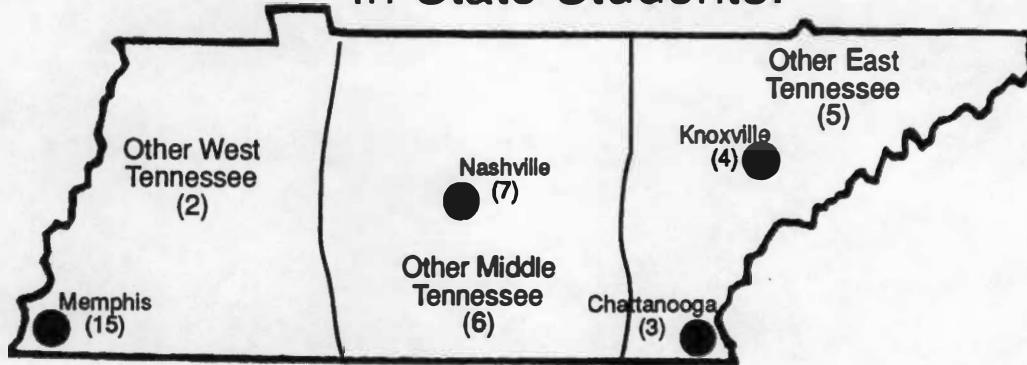 In State Students:
Other West
Tennessee
(2)
Memphis
(15)
Nashville
(7)
Other Middle
Tennessee
(6)
Other East
Tennessee
(5)
Knoxville
(4)
Chattanooga
(3)